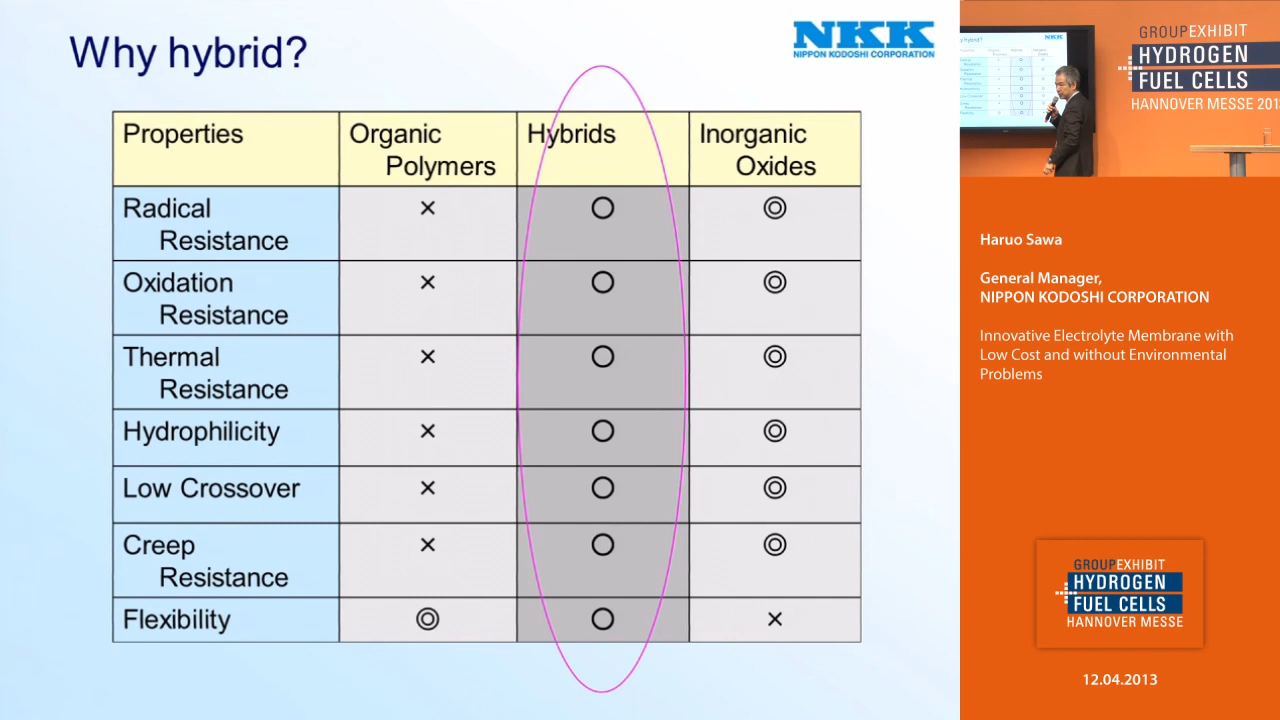 Why hybrid?
NKK
NIPPON KODOSHI CORPORATION
Properties
Organic
Polymers
Hybrids
Inorganic
Oxides
Radical
Resistance
× ○ ◎
Oxidation
Resistance
× ○ ◎
Thermal
Resistance
× ○ ◎
Hydrophilicity × ○ ◎
Low Crossover × ○ ◎
Creep
Resistance
× ○ ◎
Flexibility ◎ ○ ×
GROUPEXHIBIT
HYDROGEN
FUEL CELLS
HANNOVER MESSE 201
Haruo Sawa
General Manager,
NIPPON KODOSHI CORPORATION
Innovative Electrolyte Membrane with
Low Cost and without Environmental
Problems
GROUPEXHIBIT
HYDROGEN
FUEL CELLS
HANNOVER MESSE
12.04.2013